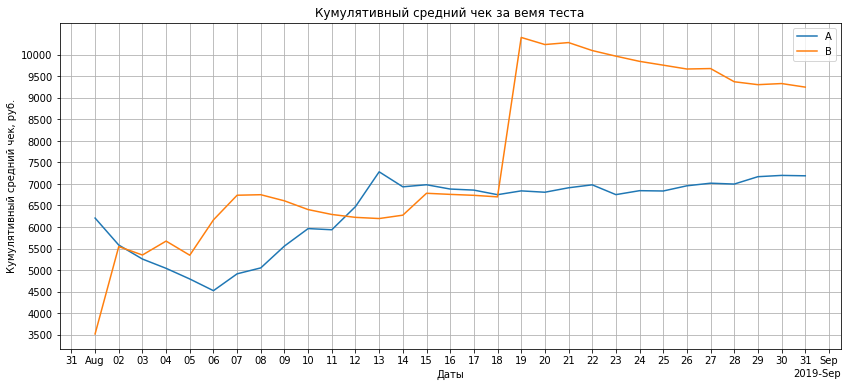 Кумулятивный средний чек за вемя теста
A
B
Кумулятивный средний чек, руб.
10000
9500
9000
8500
8000
7500
7000
6500
6000
5500
5000
4500
4000
3500
31 Aug 02 03 04 05 06 07 08 09 10 11 12 13 14 15 16 17 18 19 20 21 22 23 24 25 26 27 28 29 30 31 Sep
2019-Sep
Даты